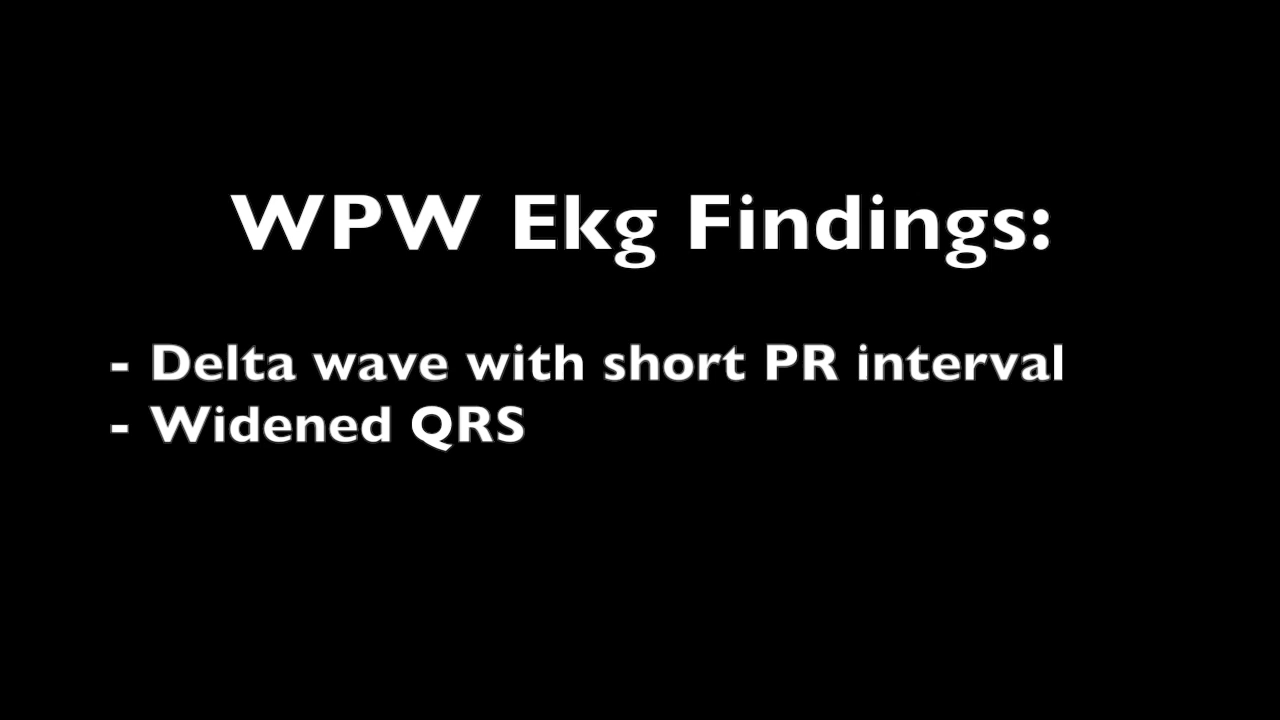 WPW Ekg Findings:
- Delta wave with short PR interval
- Widened QRS